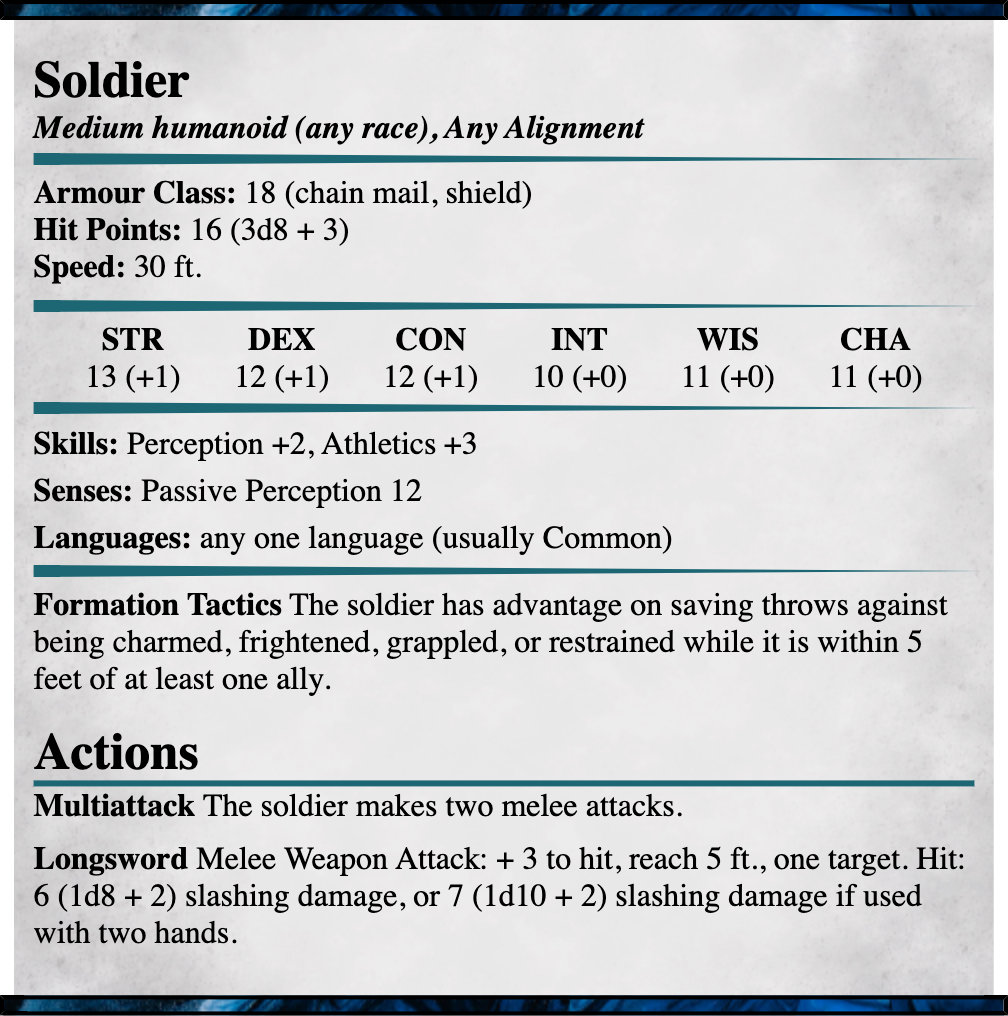 Soldier
Medium humanoid (any race), Any Alignment
Armour Class: 18 (chain mail, shield)
Hit Points: 16 (3d8 + 3)
Speed: 30 ft.
STR DEX CON INT WIS CHA
13 (+1) 12 (+1) 12 (+1) 10 (+0) 11 (+0) 11 (+0)
Skills: Perception +2, Athletics +3
Senses: Passive Perception 12
Languages: any one language (usually Common)
Formation Tactics The soldier has advantage on saving throws against
being charmed, frightened, grappled, or restrained while it is within 5
feet of at least one ally.
Actions
Multiattack The soldier makes two melee attacks.
Longsword Melee Weapon Attack: + 3 to hit, reach 5 ft., one target. Hit:
6 (1d8 + 2) slashing damage, or 7 (1d10 + 2) slashing damage if used
with two hands.